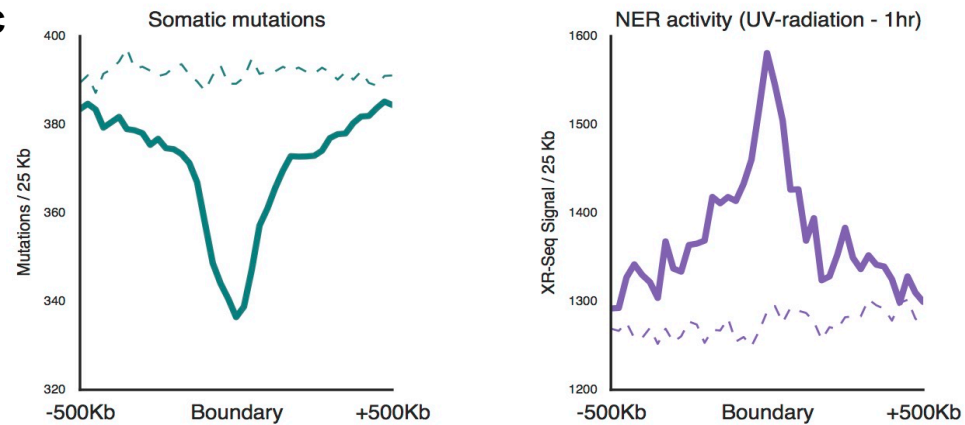 C
Somatic mutations
400
380
360
340
320
Mutations / 25 Kb
-500Kb
Boundary
+500Kb
NER activity (UV-radiation - 1hr)
1600
1500
1400
1300
1200
XR-Seq Signal / 25 Kb
-500Kb
Boundary
+500Kb